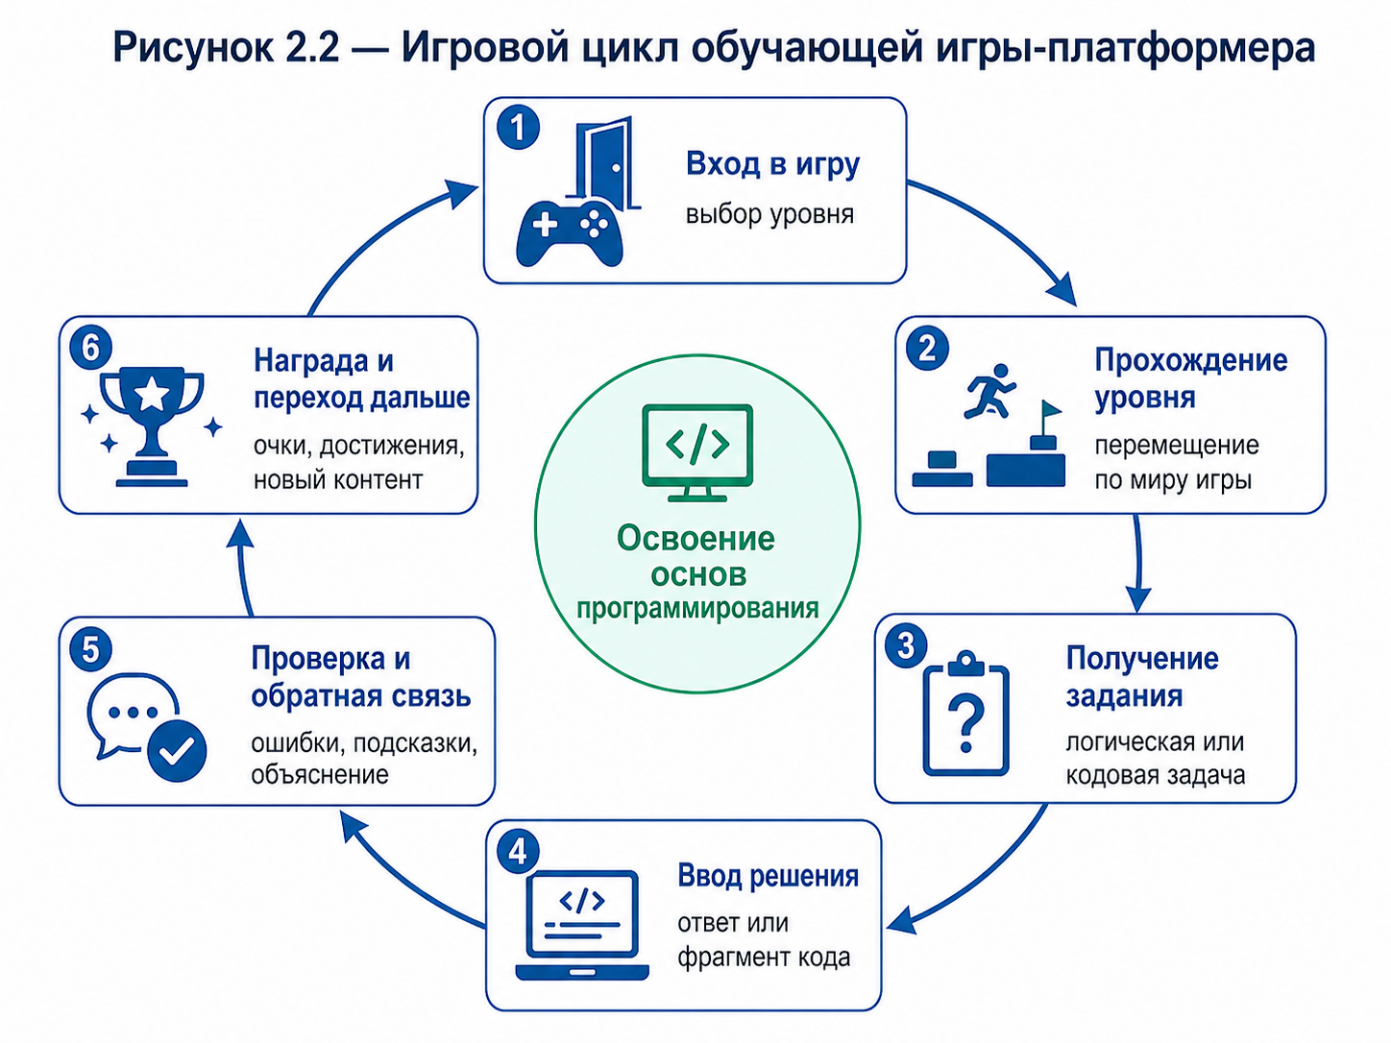 Рисунок 2.2 — Игровой цикл обучающей игры-платформера
1
Вход в игру
выбор уровня
2
Прохождение
уровня
перемещение
по миру игры
3
?
Получение
задания
логическая или
кодовая задача
4
</>
Ввод решения
ответ или
фрагмент кода
5
Проверка и
обратная связь
ошибки, подсказки,
объяснение
6
Награда и
переход дальше
очки, достижения,
новый контент
</>
Освоение
основ
программирования